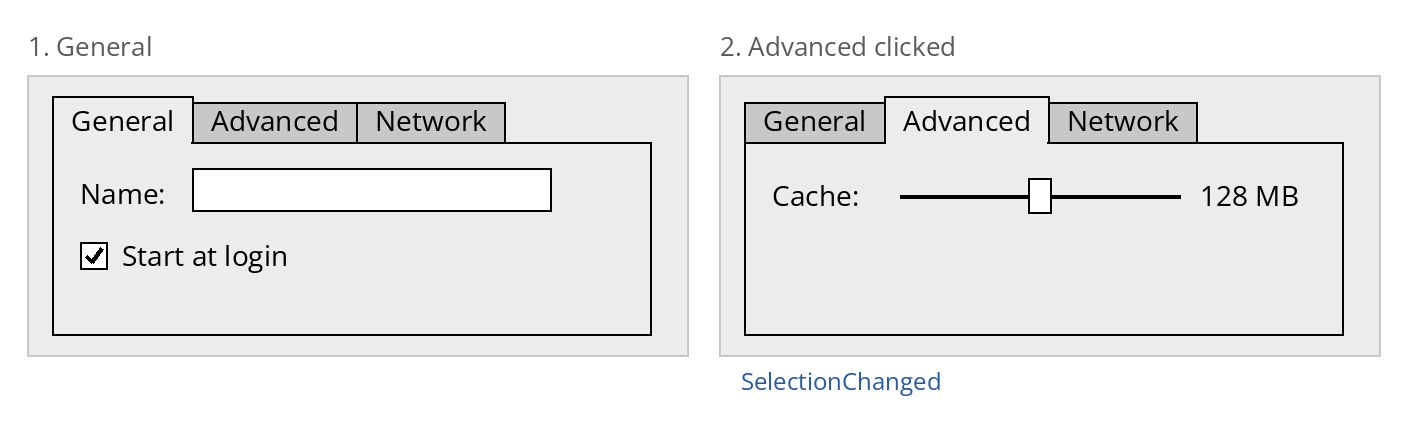 1. General
General Advanced Network
Name:
Start at login
2. Advanced clicked
General Advanced Network
Cache: 128 MB
SelectionChanged